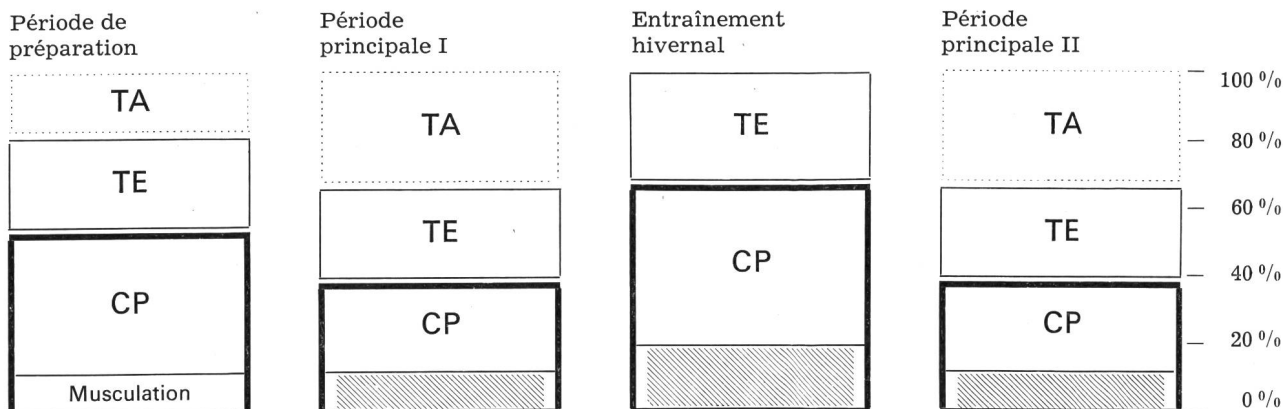 Période de
préparation
Période
principale I
Entraînement
hivernal
Période
principale II
TA
TE
CP
Musculation
TA
TE
CP
TE
CP
TA
TE
CP
100 %
80 %
60 %
40 %
20 %
0 %